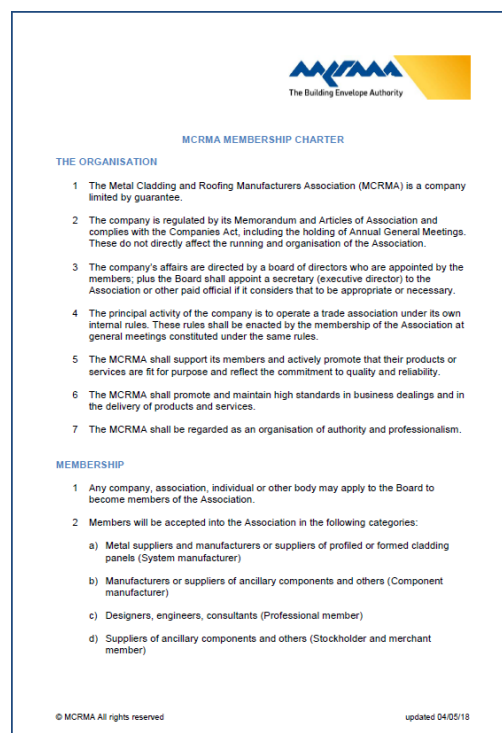 MCRMA
The Building Envelope Authority
MCRMA MEMBERSHIP CHARTER
THE ORGANISATION
1 The Metal Cladding and Roofing Manufacturers Association (MCRMA) is a company
limited by guarantee.
2 The company is regulated by its Memorandum and Articles of Association and
complies with the Companies Act, including the holding of Annual General Meetings.
These do not directly affect the running and organisation of the Association.
3 The company's affairs are directed by a board of directors who are appointed by the
members; plus the Board shall appoint a secretary (executive director) to the
Association or other paid official if it considers that to be appropriate or necessary.
4 The principal activity of the company is to operate a trade association under its own
internal rules. These rules shall be enacted by the membership of the Association at
general meetings constituted under the same rules.
5 The MCRMA shall support its members and actively promote that their products or
services are fit for purpose and reflect the commitment to quality and reliability.
6 The MCRMA shall promote and maintain high standards in business dealings and in
the delivery of products and services.
7 The MCRMA shall be regarded as an organisation of authority and professionalism.
MEMBERSHIP
1 Any company, association, individual or other body may apply to the Board to
become members of the Association.
2 Members will be accepted into the Association in the following categories:
a) Metal suppliers and manufacturers or suppliers of profiled or formed cladding
panels (System manufacturer)
b) Manufacturers or suppliers of ancillary components and others (Component
manufacturer)
c) Designers, engineers, consultants (Professional member)
d) Suppliers of ancillary components and others (Stockholder and merchant
member)
© MCRMA All rights reserved updated 04/05/18